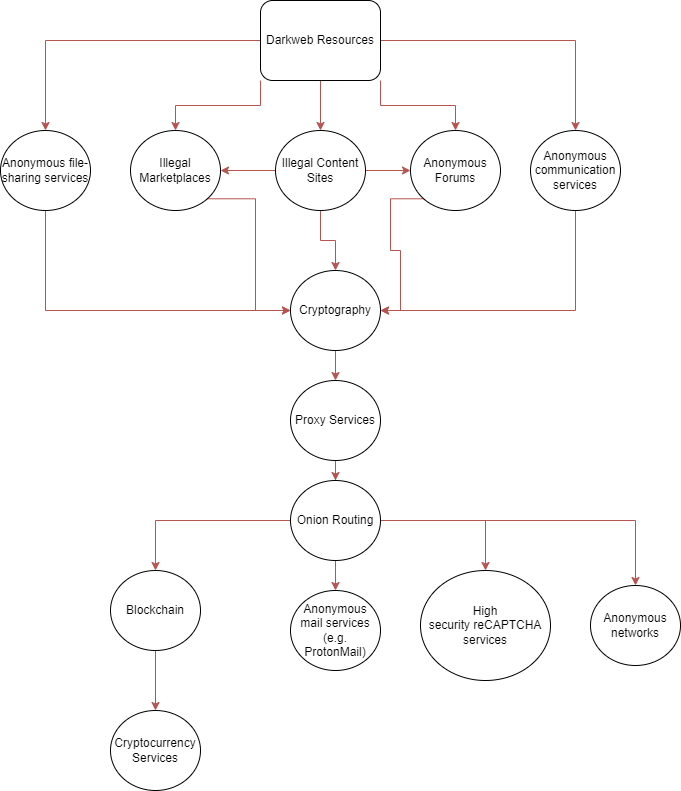 Darkweb Resources
Anonymous file-
sharing services
Illegal
Marketplaces
Illegal Content
Sites
Anonymous
Forums
Anonymous
communication
services
Cryptography
Proxy Services
Onion Routing
Blockchain
Anonymous
mail services
(e.g.
ProtonMail)
High
security reCAPTCHA
services
Anonymous
networks
Cryptocurrency
Services